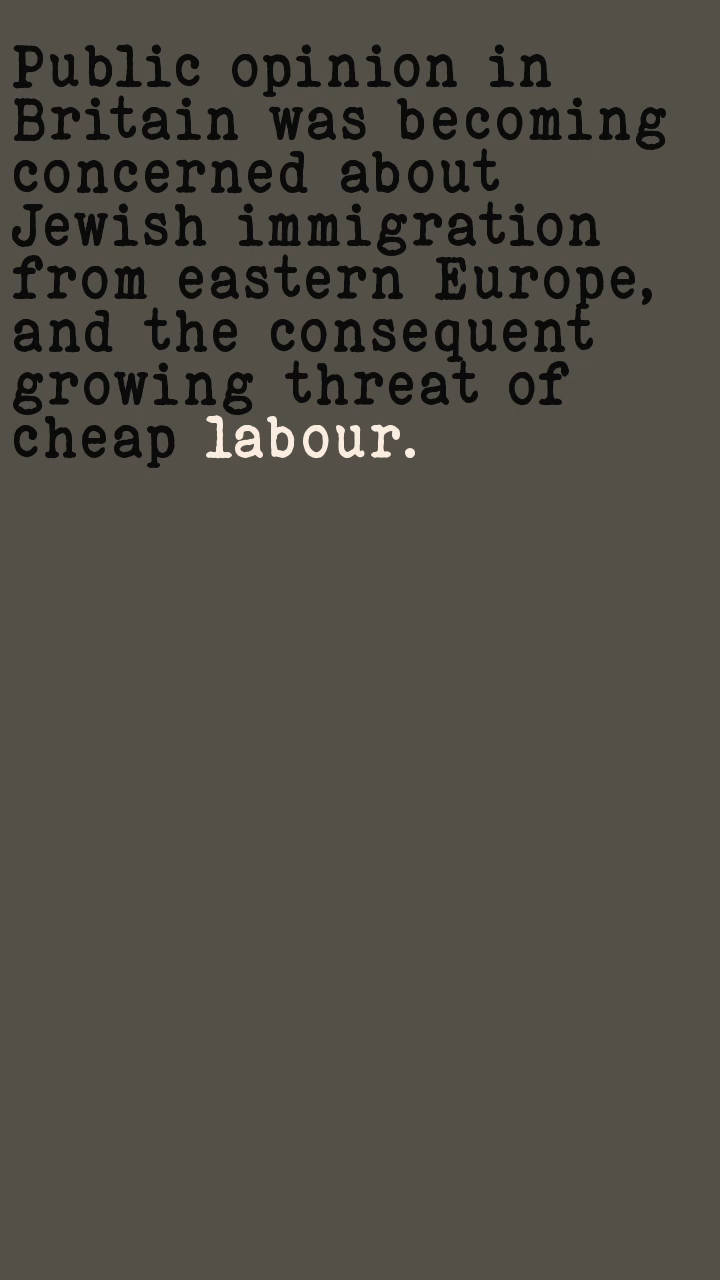 Public opinion in
Britain was becoming
concerned about
Jewish immigration
from eastern Europe,
and the consequent
growing threat of
cheap labour.